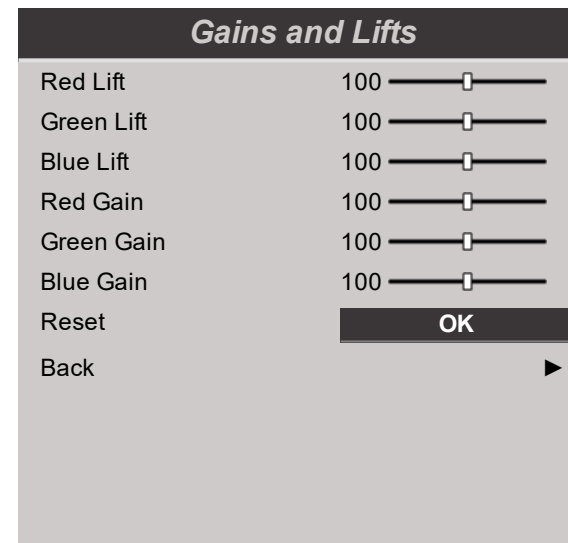 Gains and Lifts
Red Lift 100
Green Lift 100
Blue Lift 100
Red Gain 100
Green Gain 100
Blue Gain 100
Reset OK
Back